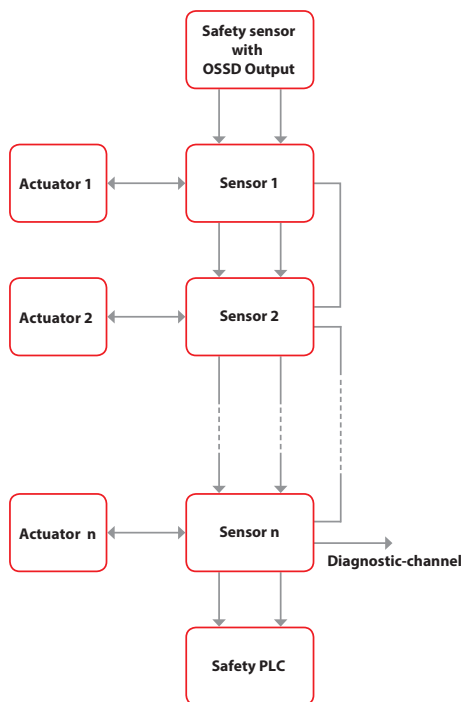 Safety sensor
with
OSSD Output
Actuator 1
Sensor 1
Actuator 2
Sensor 2
Actuator n
Sensor n
Diagnostic-channel
Safety PLC